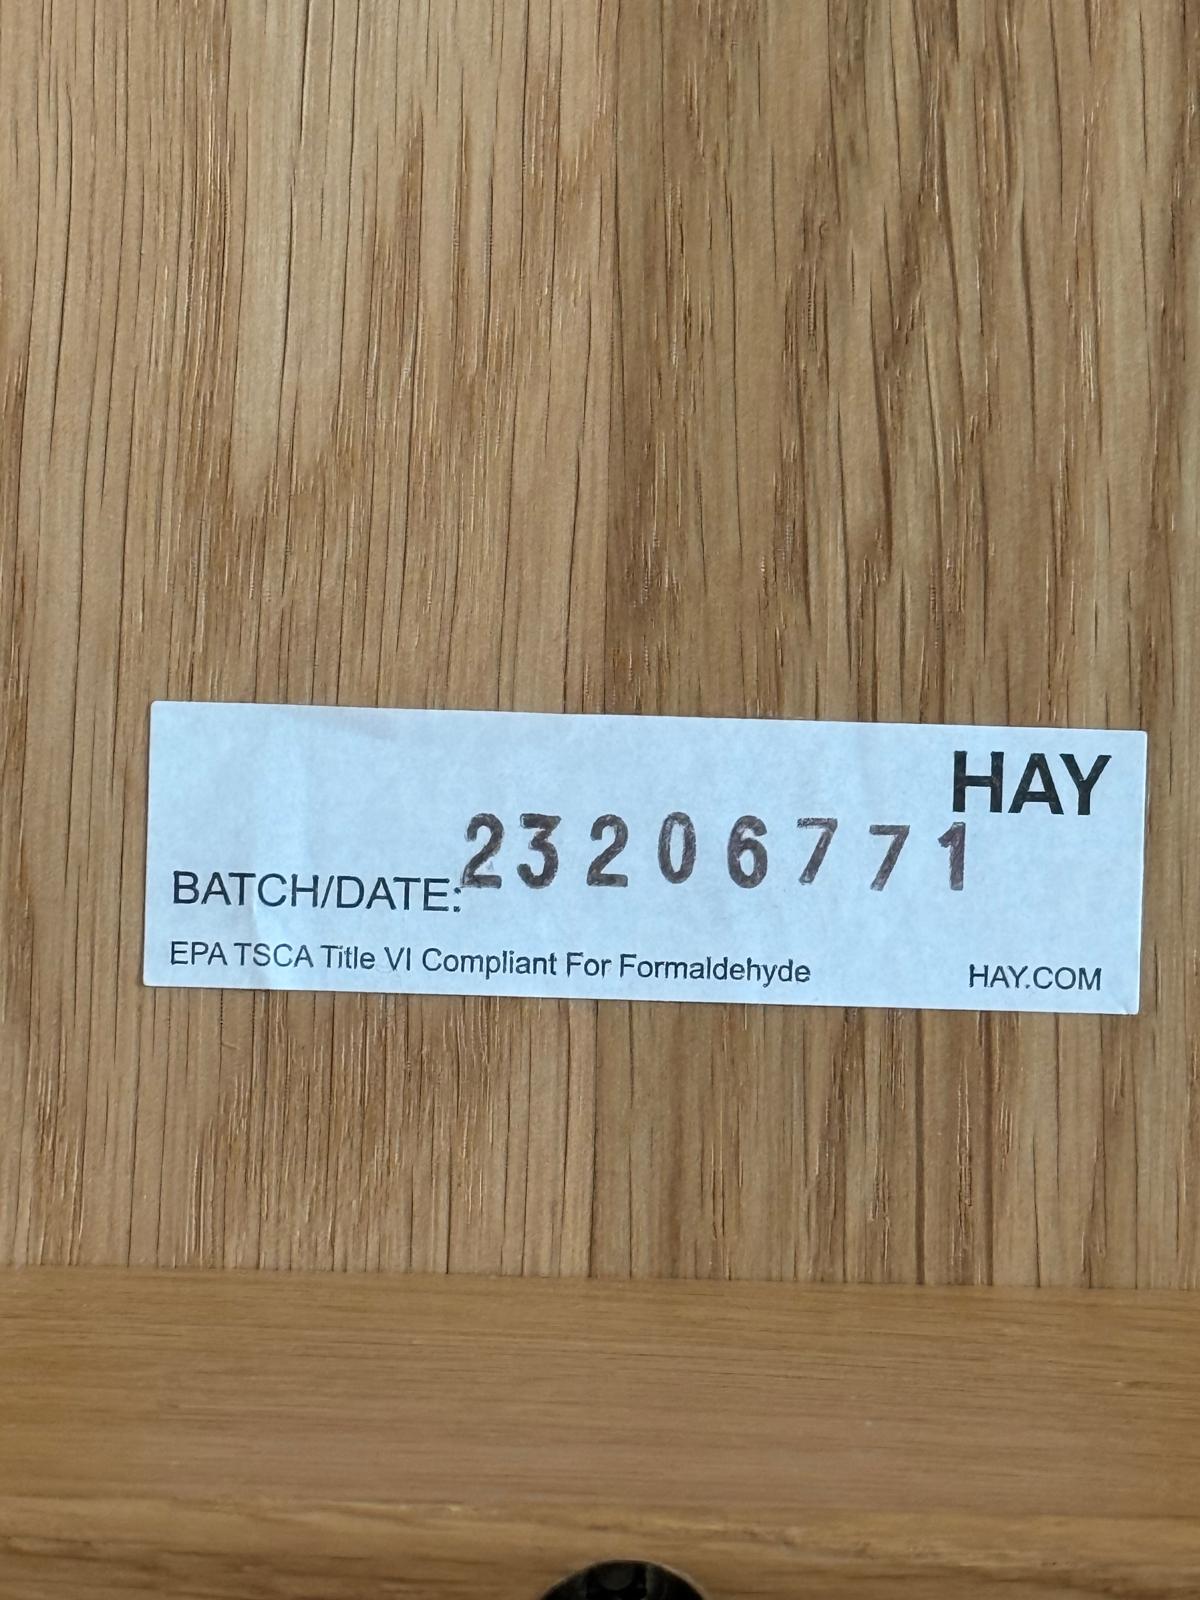 HAY
BATCH/DATE: 23206771
EPA TSCA Title VI Compliant For Formaldehyde
HAY.COM